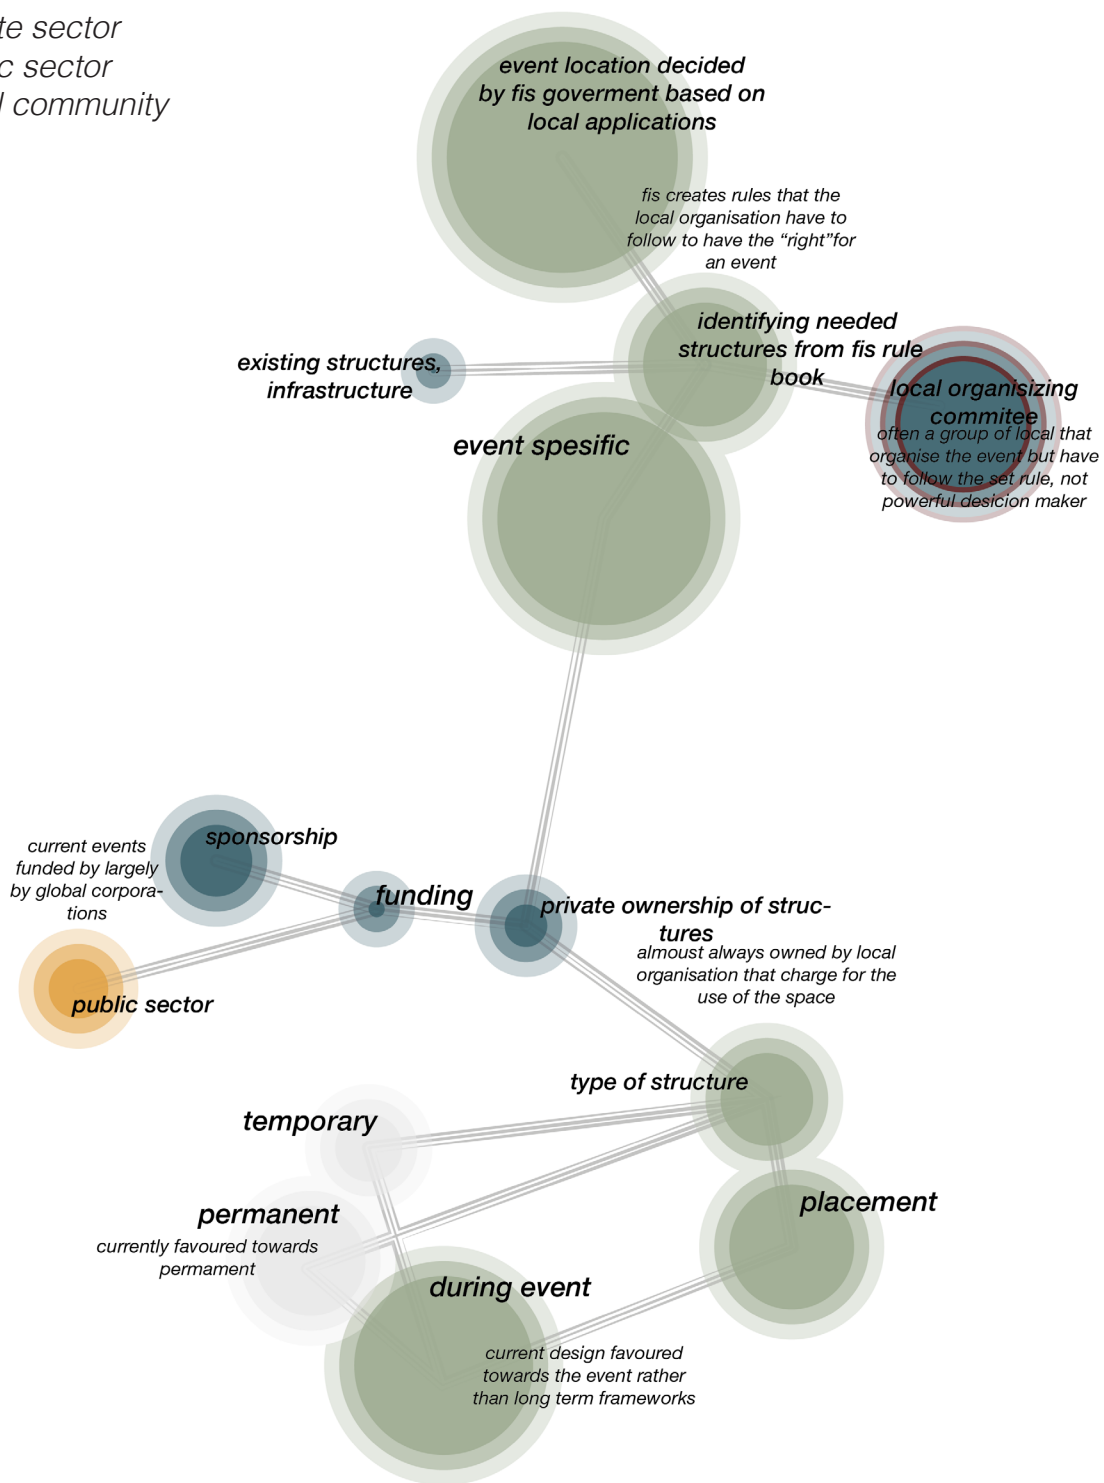 te sector
c sector
l community
event location decided
by fis goverment based on
local applications
fis creates rules that the
local organisation have to
follow to have the “right”for
an event
identifying needed
structures from fis rule
book
existing structures,
infrastructure
local organisizing
commitee
often a group of local that
organise the event but have
to follow the set rule, not
powerful desicion maker
event spesific
sponsorship
current events
funded by largely
by global corpora-
tions
funding
private ownership of struc-
tures
almoust always owned by local
organisation that charge for the
use of the space
public sector
type of structure
temporary
permanent
currently favoured towards
permament
placement
during event
current design favoured
towards the event rather
than long term frameworks